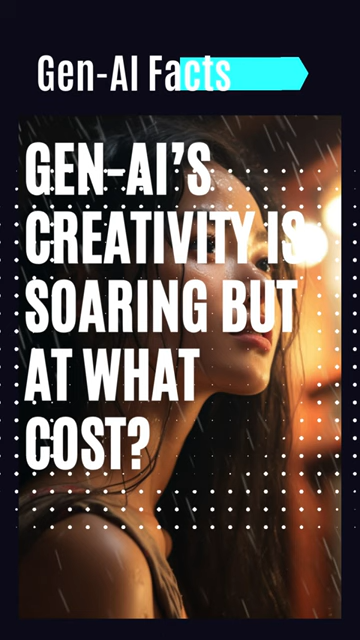 Gen-AI Facts
GEN-AI'S
CREATIVITY IS
SOARING BUT
AT WHAT
COST?